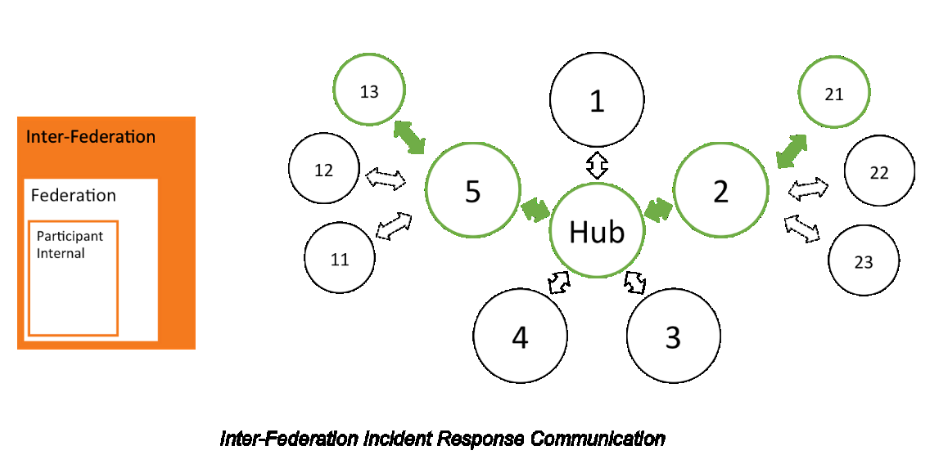 Inter-Federation
Federation
Participant
Internal
13
12
11
5
1
Hub
4
3
2
21
22
23
Inter-Federation Incident Response Communication